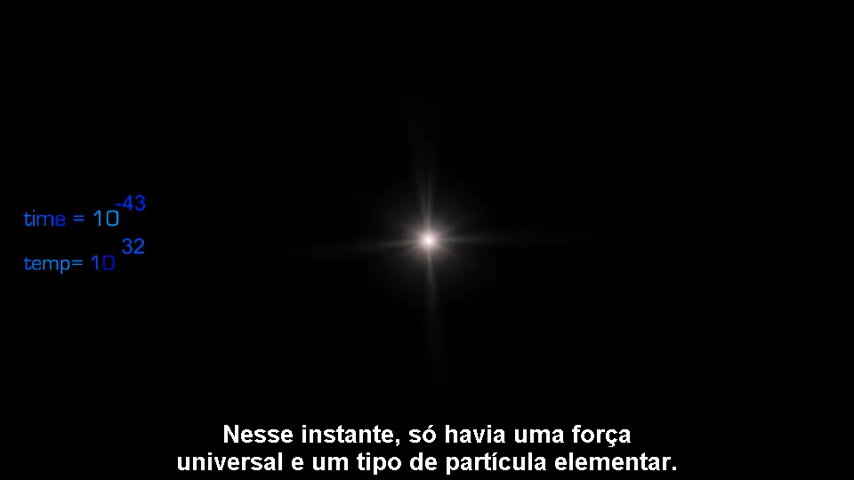 time = 10^-43
temp= 10^32
Nesse instante, só havia uma força
universal e um tipo de partícula elementar.